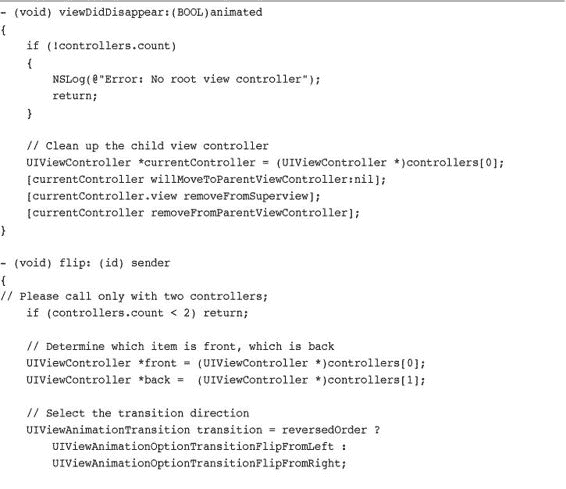 - (void) viewDidDisappear:(BOOL)animated
{
    if (!controllers.count)
    {
        NSLog(@"Error: No root view controller");
        return;
    }
    // Clean up the child view controller
    UIViewController *currentController = (UIViewController *)controllers[0];
    [currentController willMoveToParentViewController:nil];
    [currentController.view removeFromSuperview];
    [currentController removeFromParentViewController];
}
- (void) flip: (id) sender
{
// Please call only with two controllers;
    if (controllers.count < 2) return;
    // Determine which item is front, which is back
    UIViewController *front = (UIViewController *)controllers[0];
    UIViewController *back =  (UIViewController *)controllers[1];
    // Select the transition direction
    UIViewAnimationTransition transition = reversedOrder ?
        UIViewAnimationOptionTransitionFlipFromLeft :
        UIViewAnimationOptionTransitionFlipFromRight;